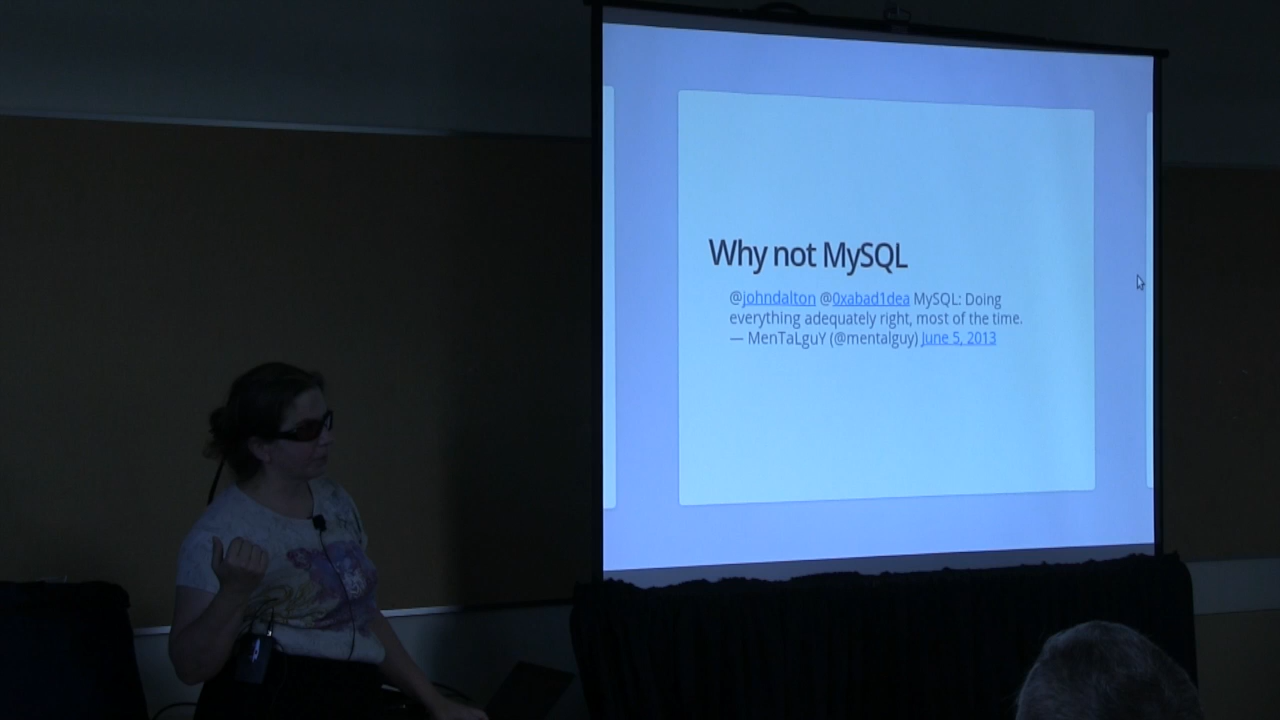 Why not MySQL
@johndalton @0xabad1dea MySQL: Doing
everything adequately right, most of the time.
— MenTaLguY (@mentalguy) June 5, 2013